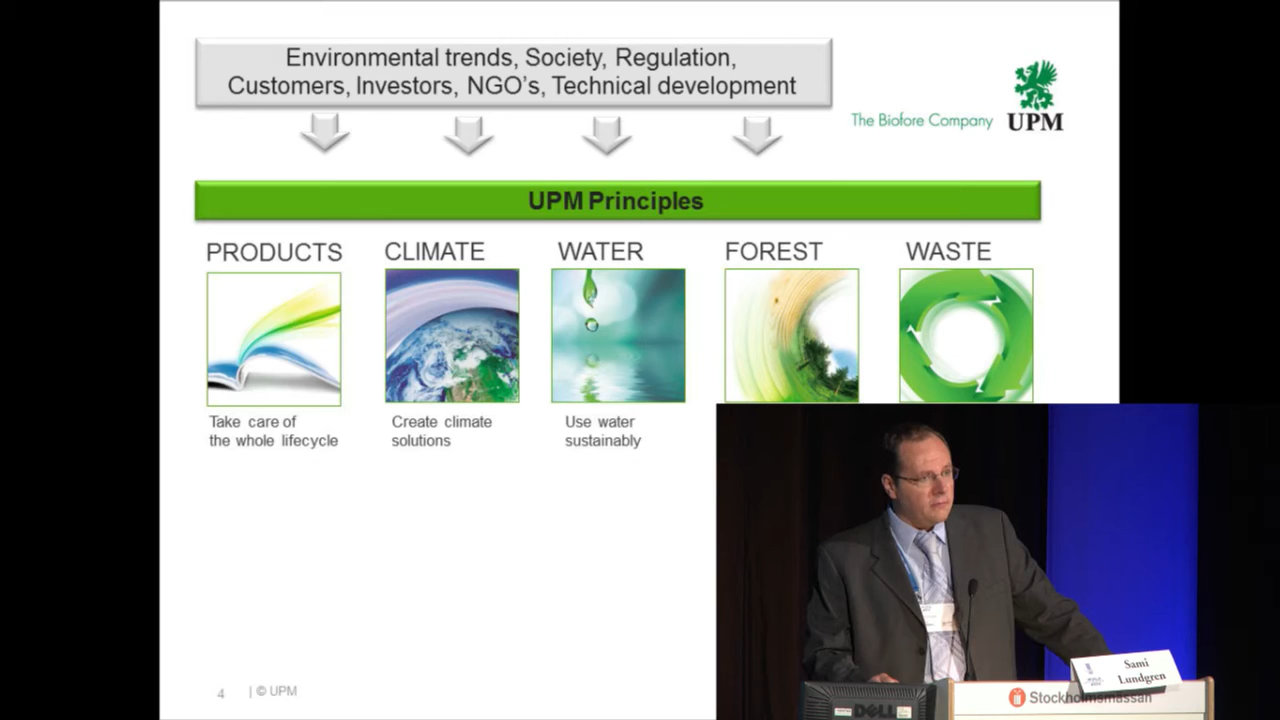 Environmental trends, Society, Regulation,
Customers, Investors, NGO's, Technical development
The Biofore Company
UPM
UPM Principles
PRODUCTS
CLIMATE
WATER
FOREST
WASTE
Take care of
the whole lifecycle
Create climate
solutions
Use water
sustainably
Sami
Lundgren
Stockholmsmässan
DELL
4
| © UPM